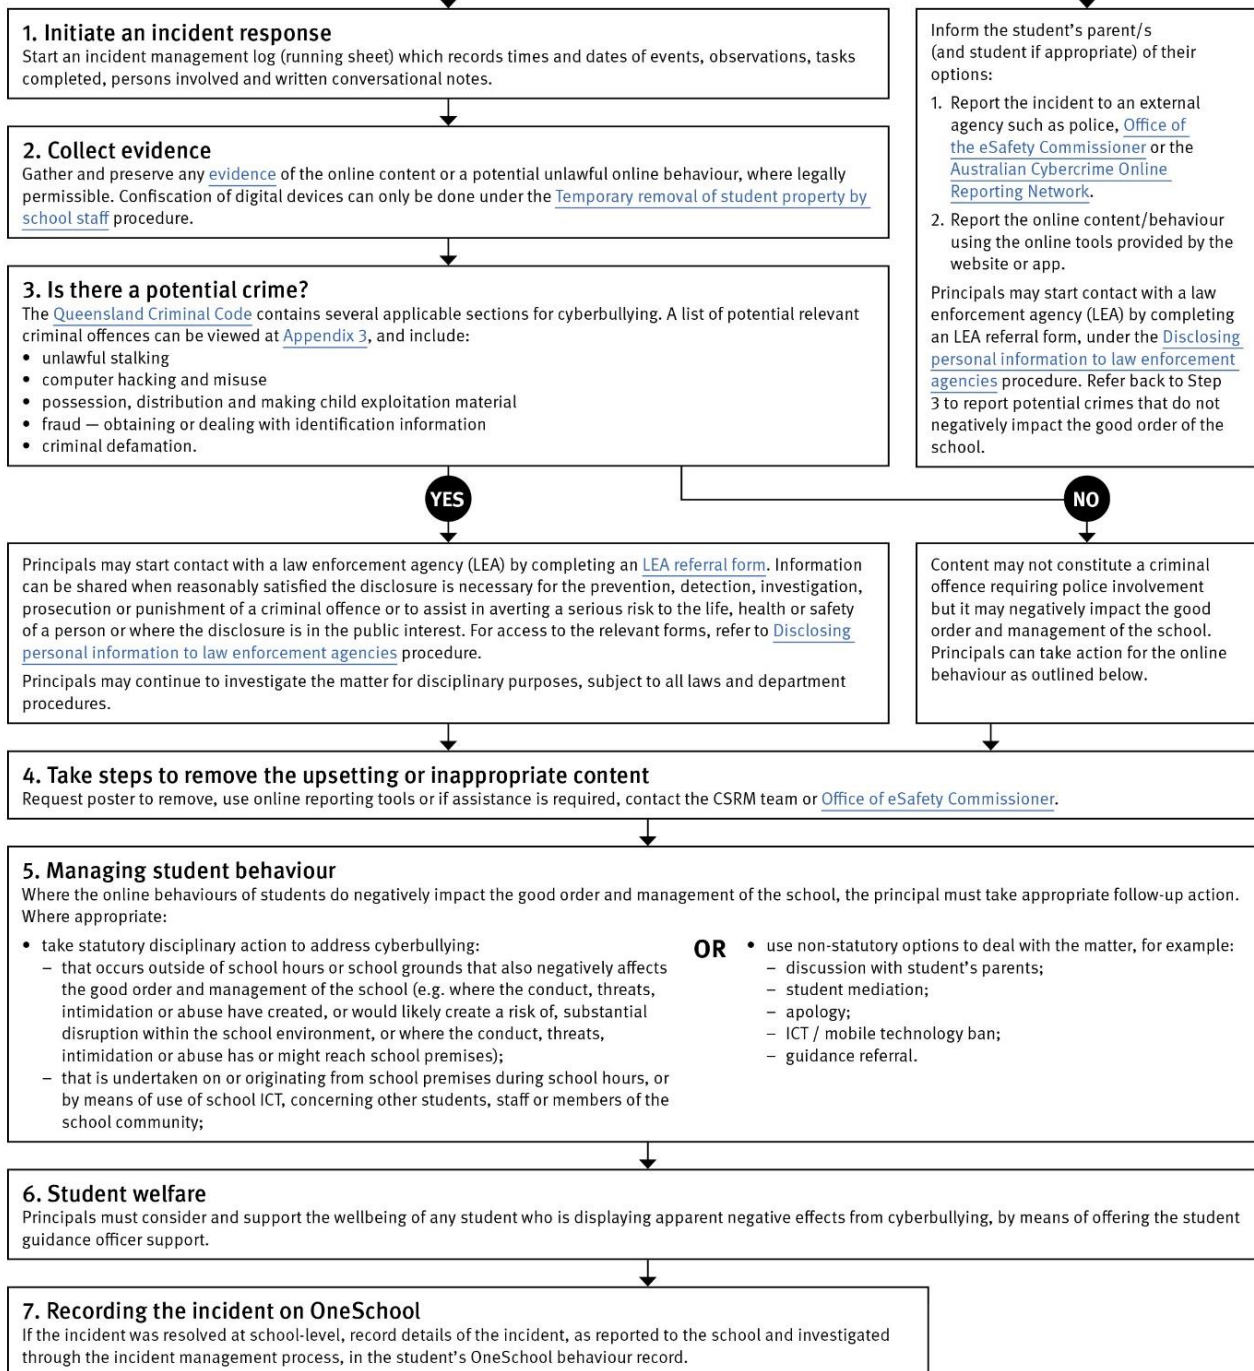 1. Initiate an incident response
Start an incident management log (running sheet) which records times and dates of events, observations, tasks
completed, persons involved and written conversational notes.
2. Collect evidence
Gather and preserve any evidence of the online content or a potential unlawful online behaviour, where legally
permissible. Confiscation of digital devices can only be done under the Temporary removal of student property by
school staff procedure.
3. Is there a potential crime?
The Queensland Criminal Code contains several applicable sections for cyberbullying. A list of potential relevant
criminal offences can be viewed at Appendix 3, and include:
• unlawful stalking
• computer hacking and misuse
• possession, distribution and making child exploitation material
• fraud — obtaining or dealing with identification information
• criminal defamation.
Inform the student's parent/s
(and student if appropriate) of their
options:
1. Report the incident to an external
agency such as police, Office of
the eSafety Commissioner or the
Australian Cybercrime Online
Reporting Network.
2. Report the online content/behaviour
using the online tools provided by the
website or app.
Principals may start contact with a law
enforcement agency (LEA) by completing
an LEA referral form, under the Disclosing
personal information to law enforcement
agencies procedure. Refer back to Step
3 to report potential crimes that do not
negatively impact the good order of the
school.
YES
NO
Principals may start contact with a law enforcement agency (LEA) by completing an LEA referral form. Information
can be shared when reasonably satisfied the disclosure is necessary for the prevention, detection, investigation,
prosecution or punishment of a criminal offence or to assist in averting a serious risk to the life, health or safety
of a person or where the disclosure is in the public interest. For access to the relevant forms, refer to Disclosing
personal information to law enforcement agencies procedure.
Principals may continue to investigate the matter for disciplinary purposes, subject to all laws and department
procedures.
Content may not constitute a criminal
offence requiring police involvement
but it may negatively impact the good
order and management of the school.
Principals can take action for the online
behaviour as outlined below.
4. Take steps to remove the upsetting or inappropriate content
Request poster to remove, use online reporting tools or if assistance is required, contact the CSRM team or Office of eSafety Commissioner.
5. Managing student behaviour
Where the online behaviours of students do negatively impact the good order and management of the school, the principal must take appropriate follow-up action.
Where appropriate:
• take statutory disciplinary action to address cyberbullying:
– that occurs outside of school hours or school grounds that also negatively affects
the good order and management of the school (e.g. where the conduct, threats,
intimidation or abuse have created, or would likely create a risk of, substantial
disruption within the school environment, or where the conduct, threats,
intimidation or abuse has or might reach school premises);
– that is undertaken on or originating from school premises during school hours, or
by means of use of school ICT, concerning other students, staff or members of the
school community;
OR
• use non-statutory options to deal with the matter, for example:
– discussion with student's parents;
– student mediation;
– apology;
– ICT / mobile technology ban;
– guidance referral.
6. Student welfare
Principals must consider and support the wellbeing of any student who is displaying apparent negative effects from cyberbullying, by means of offering the student
guidance officer support.
7. Recording the incident on OneSchool
If the incident was resolved at school-level, record details of the incident, as reported to the school and investigated
through the incident management process, in the student's OneSchool behaviour record.